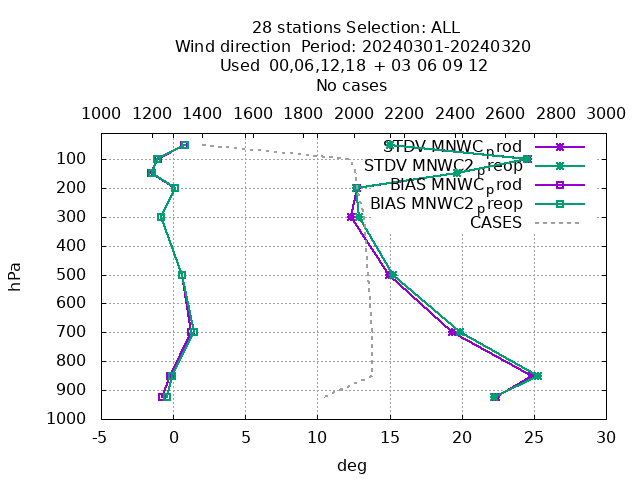 28 stations Selection: ALL
Wind direction  Period: 20240301-20240320
Used 00,06,12,18 + 03 06 09 12
No cases
1000 1200 1400 1600 1800 2000 2200 2400 2600 2800 3000
STDV MNWC_prod
STDV MNWC2_preop
BIAS MNWC_prod
BIAS MNWC2_preop
CASES
100
200
300
400
500
600
700
800
900
1000
hPa
-5 0 5 10 15 20 25 30
deg